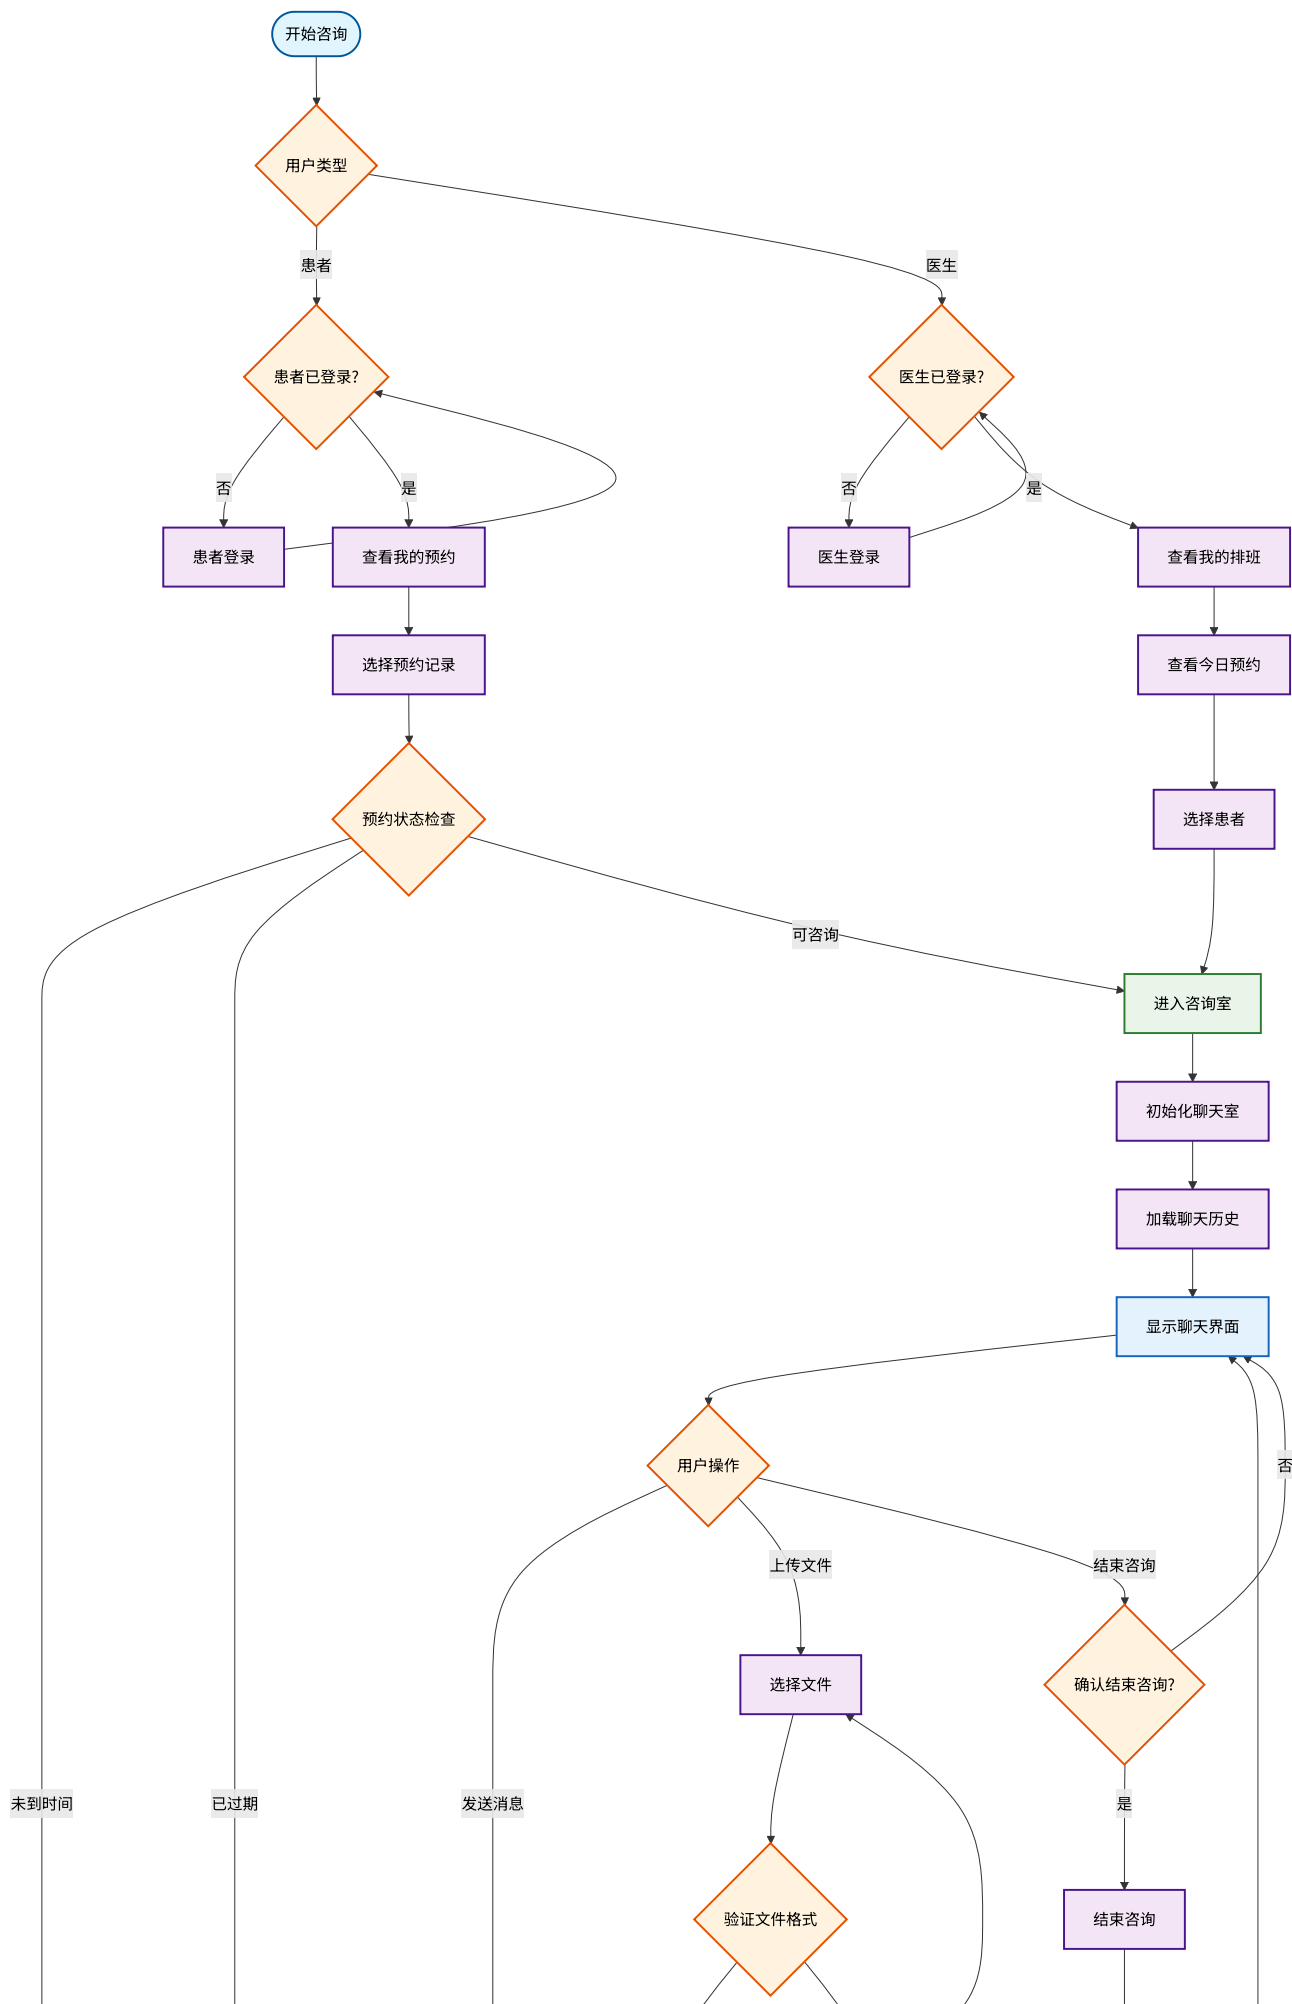 开始咨询
用户类型
患者
医生
患者已登录?
医生已登录?
否
是
否
是
患者登录
查看我的预约
医生登录
查看我的排班
选择预约记录
查看今日预约
预约状态检查
选择患者
可咨询
进入咨询室
初始化聊天室
加载聊天历史
显示聊天界面
用户操作
否
上传文件
结束咨询
选择文件
确认结束咨询?
未到时间
已过期
发送消息
是
验证文件格式
结束咨询